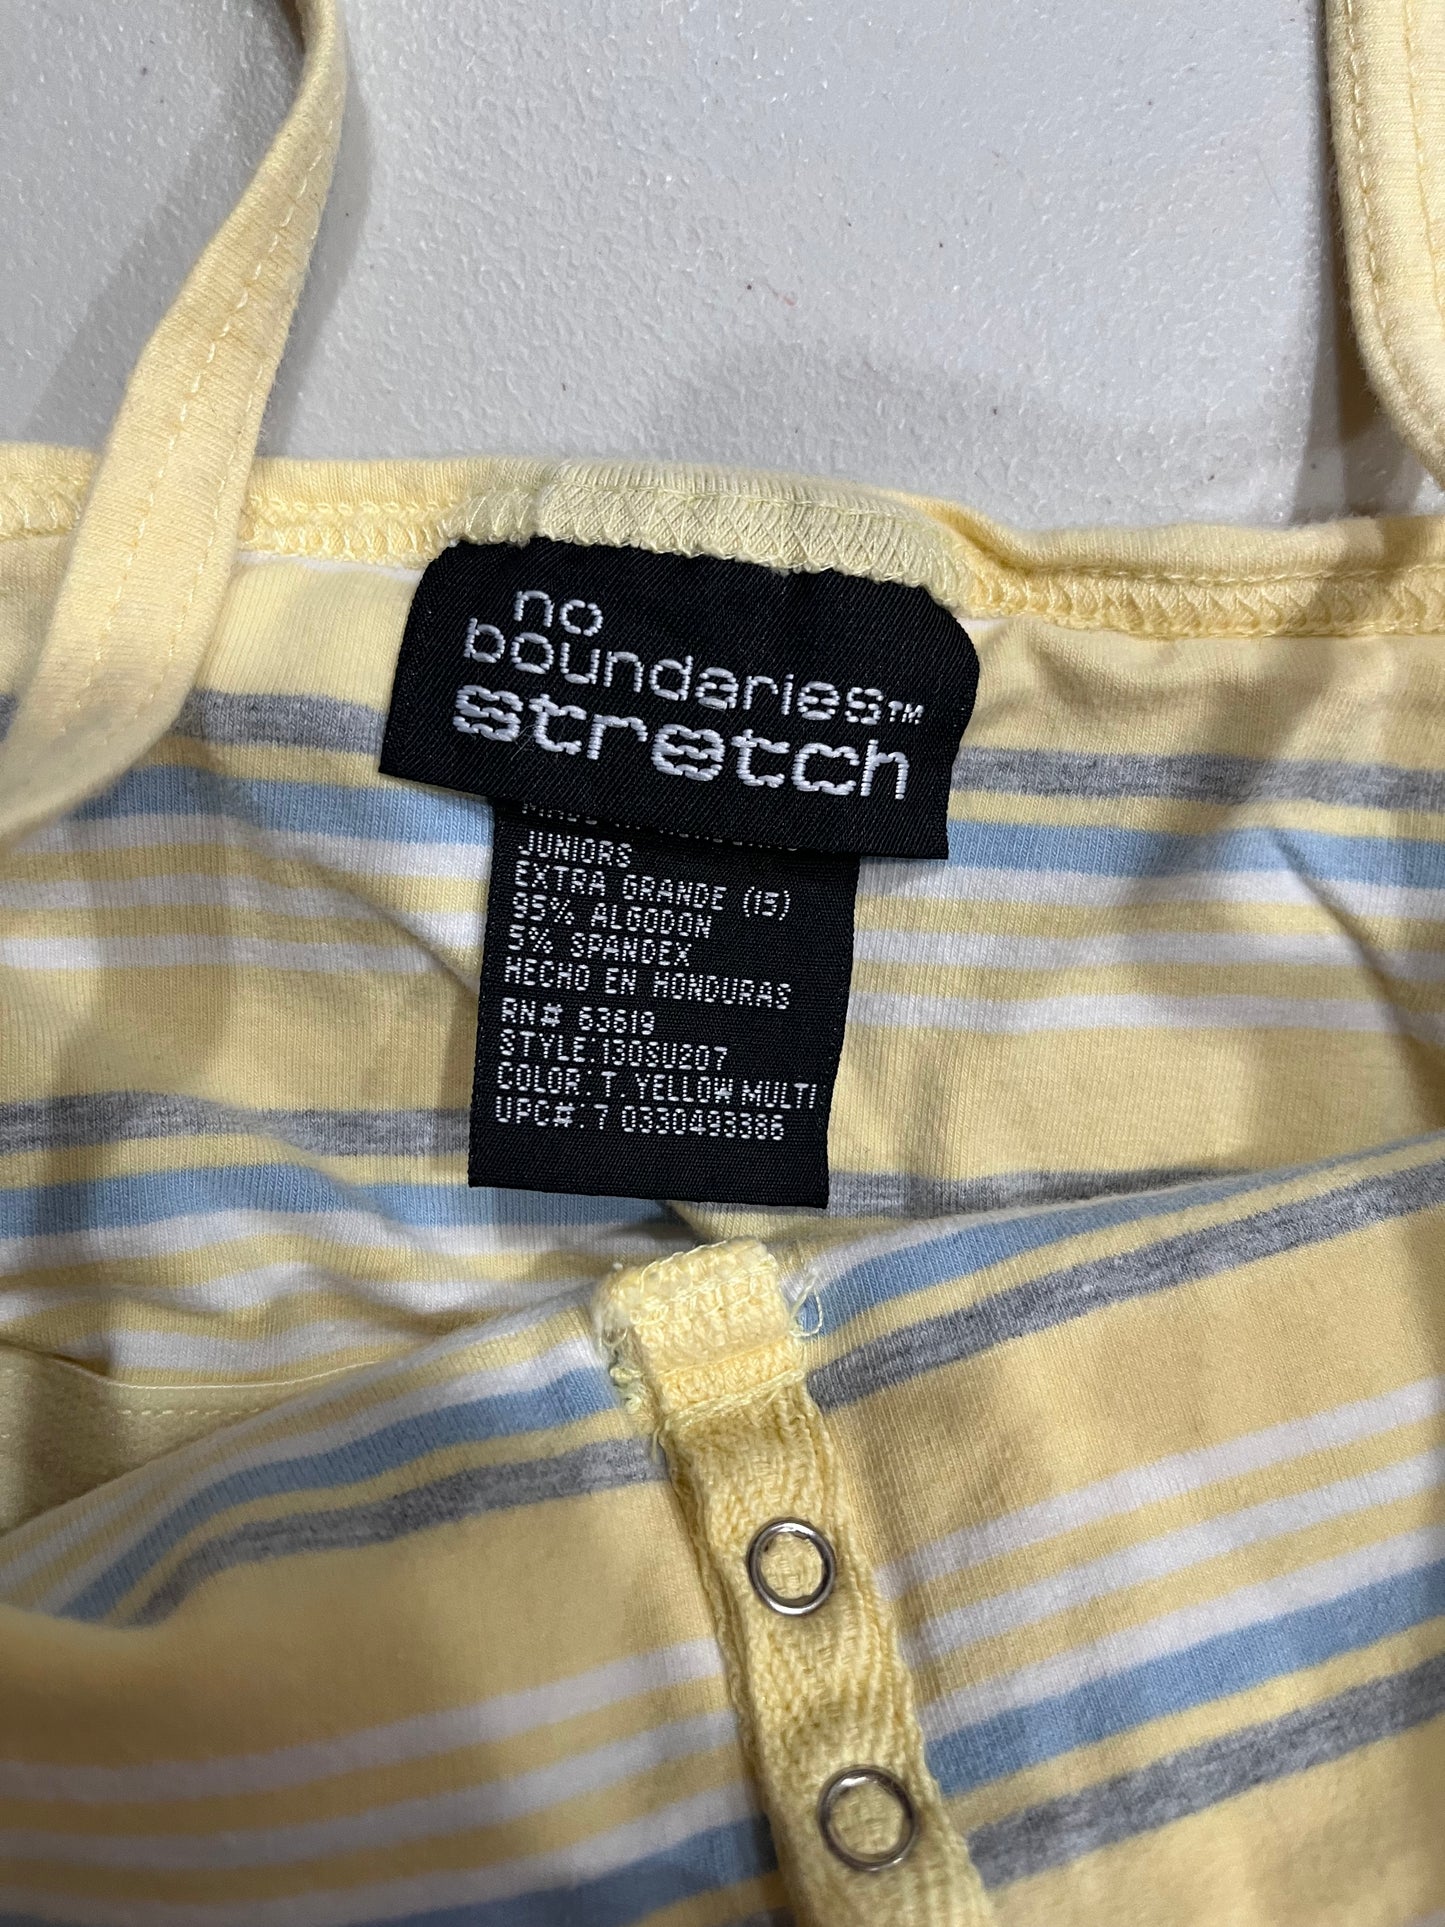 no
boundaries™
stretch
JUNIORS
EXTRA GRANDE (15)
95% ALGODON
5% SPANDEX
HECHO EN HONDURAS
RN# 63619
STYLE:130SU207
COLOR:T.YELLOW MULTI
UPC#.7 0330493386